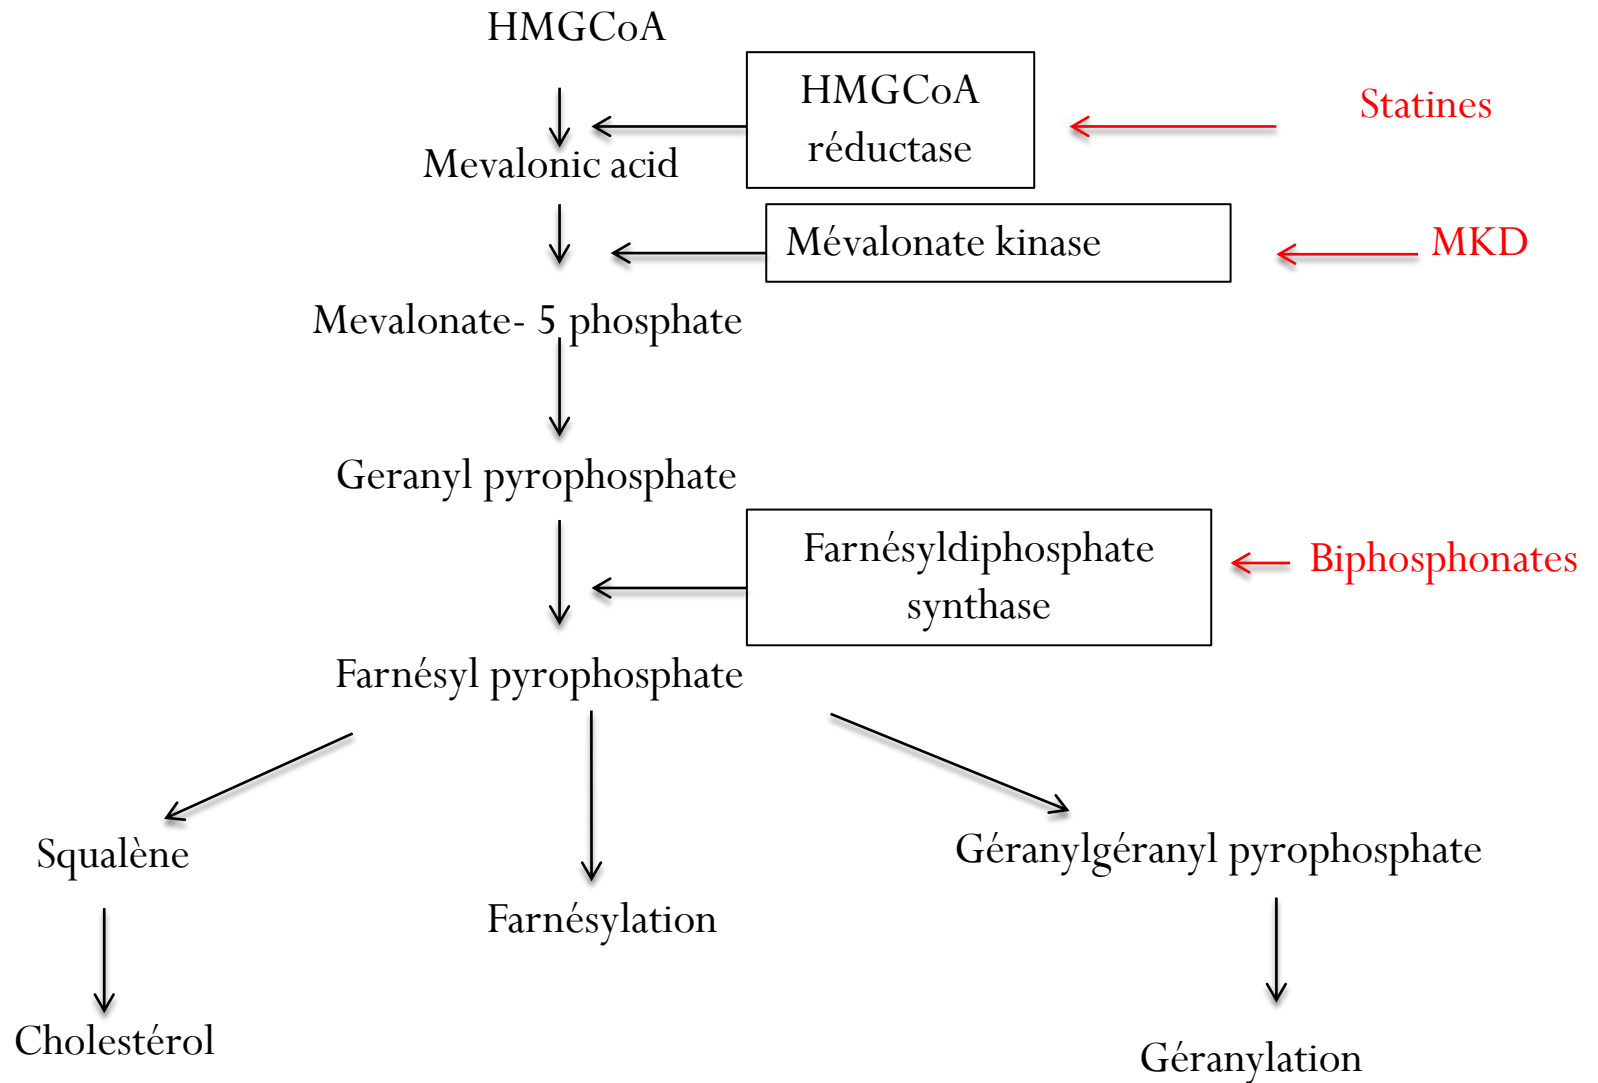 HMGCoA
HMGCoA
réductase
Statines
Mevalonic acid
Mévalonate kinase
MKD
Mevalonate- 5 phosphate
Geranyl pyrophosphate
Farnésyldiphosphate
synthase
Biphosphonates
Farnésyl pyrophosphate
Squalène
Géranylgéranyl pyrophosphate
Farnésylation
Cholestérol
Géranylation